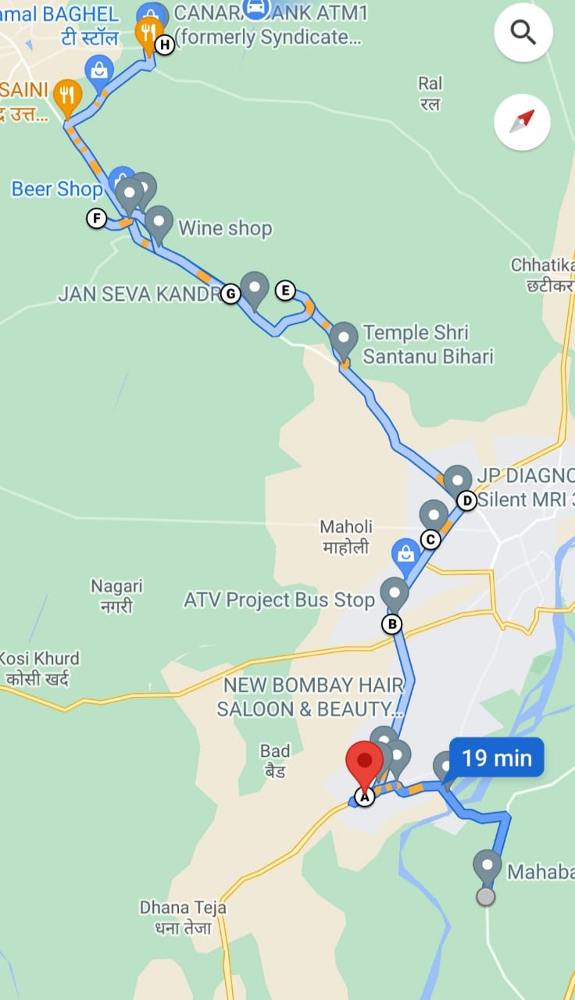 amal BAGHEL
टी स्टॉल
CANARA BANK ATM1
(formerly Syndicate...
H
SAINI
द्र उत्त...
Ral
रल
Beer Shop
F
Wine shop
Chhatika
छटीकर
JAN SEVA KANDR
G
E
Temple Shri
Santanu Bihari
JP DIAGNO
Silent MRI 3
D
Maholi
माहोली
C
Nagari
नगरी
ATV Project Bus Stop
B
Kosi Khurd
कोसी खर्द
NEW BOMBAY HAIR
SALOON & BEAUTY...
Bad
बैड
19 min
A
Mahaba
Dhana Teja
धना तेजा